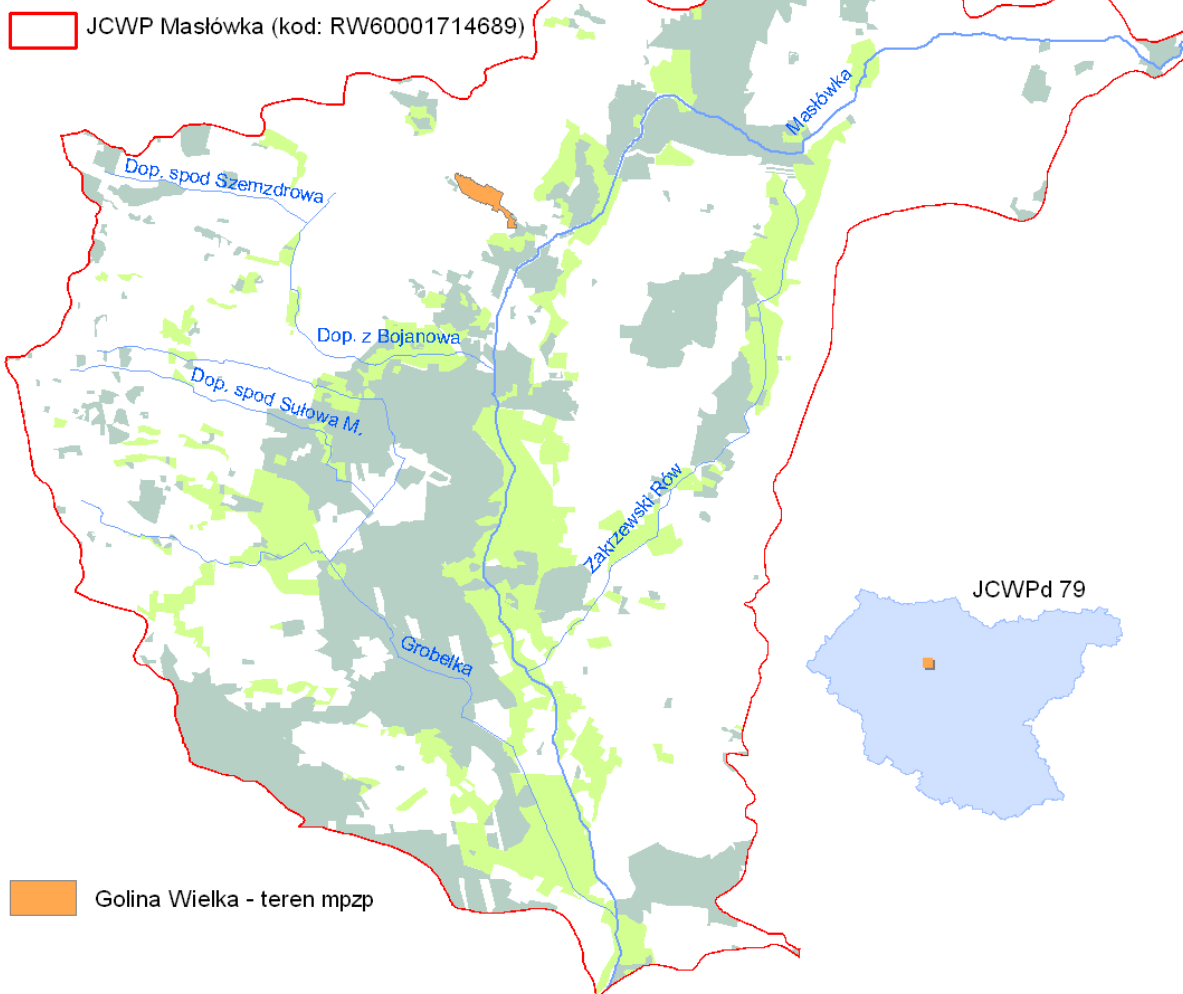 JCWP Masłówka (kod: RW60001714689)
Masłówka
Dop. spod Szemzdrowa
Dop. z Bojanowa
Dop. spod Sułowa M.
Zakrzewski Rów
JCWPd 79
Grobelka
Golina Wielka - teren mpzp